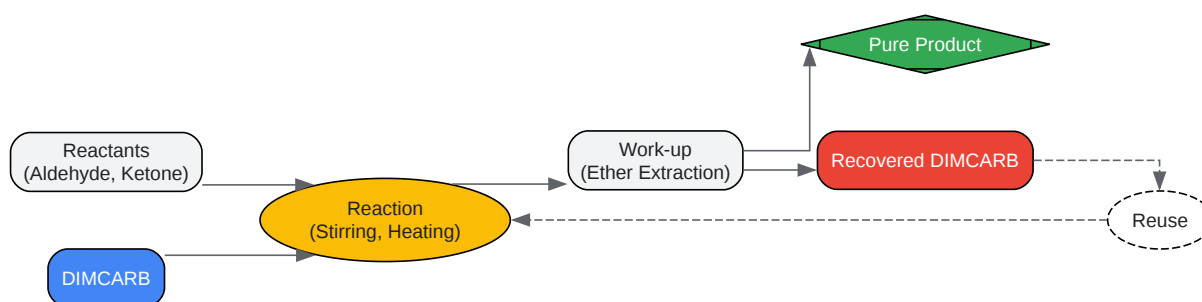 Pure Product
Reactants
(Aldehyde, Ketone)
Work-up
(Ether Extraction)
Recovered DIMCARB
Reaction
(Stirring, Heating)
Reuse
DIMCARB